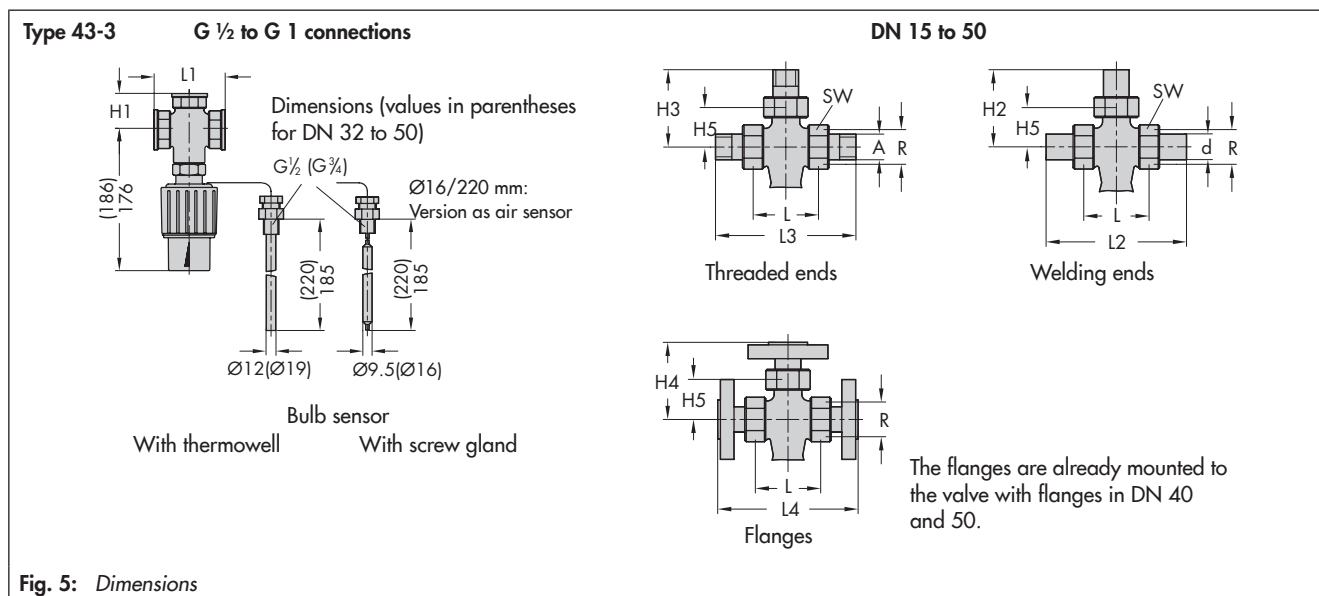 Type 43-3 G ½ to G 1 connections DN 15 to 50
L1
H1
(186)
176
Dimensions (values in parentheses
for DN 32 to 50)
G½ (G¾)
Ø16/220 mm:
Version as air sensor
(220)
185
(220)
185
Ø12(Ø19) Ø9.5(Ø16)
Bulb sensor
With thermowell With screw gland
H3
H5
SW
A
R
L
L3
Threaded ends
H2
H5
SW
d
R
L
L2
Welding ends
H4
H5
R
L
L4
Flanges
The flanges are already mounted to
the valve with flanges in DN 40
and 50.
Fig. 5: Dimensions